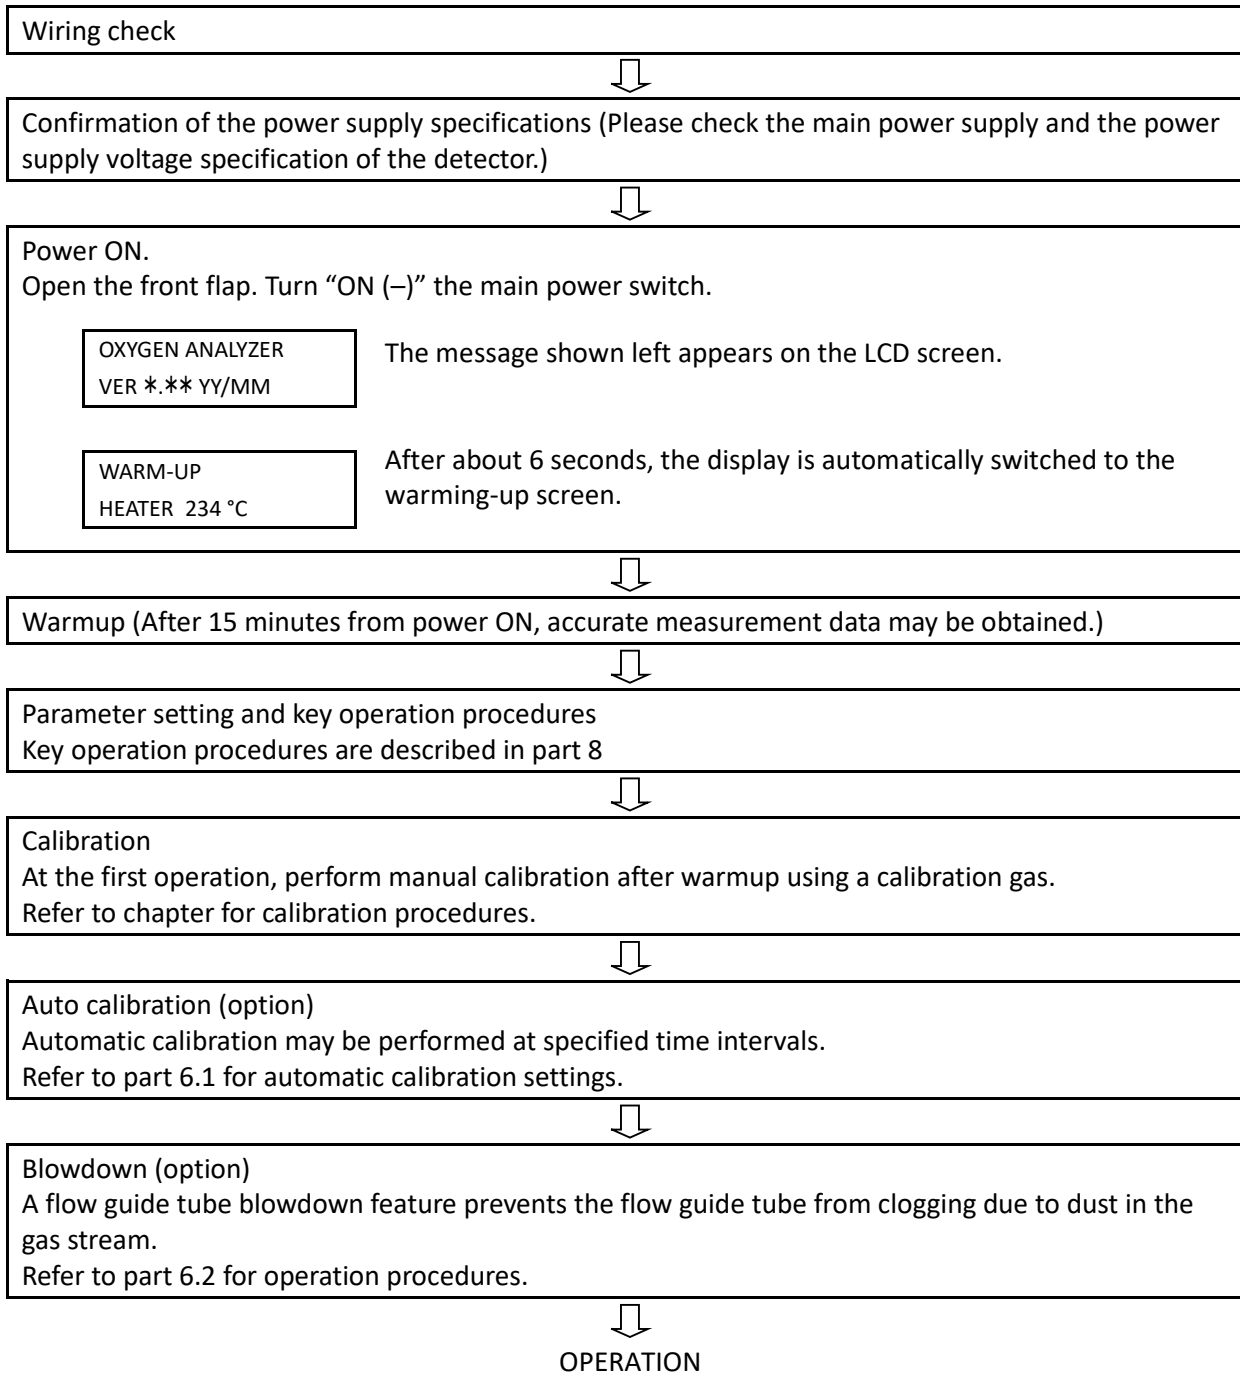 Wiring check
Confirmation of the power supply specifications (Please check the main power supply and the power
supply voltage specification of the detector.)
Power ON.
Open the front flap. Turn “ON (–)” the main power switch.
OXYGEN ANALYZER
VER *.** YY/MM
The message shown left appears on the LCD screen.
WARM-UP
HEATER 234 °C
After about 6 seconds, the display is automatically switched to the
warming-up screen.
Warmup (After 15 minutes from power ON, accurate measurement data may be obtained.)
Parameter setting and key operation procedures
Key operation procedures are described in part 8
Calibration
At the first operation, perform manual calibration after warmup using a calibration gas.
Refer to chapter for calibration procedures.
Auto calibration (option)
Automatic calibration may be performed at specified time intervals.
Refer to part 6.1 for automatic calibration settings.
Blowdown (option)
A flow guide tube blowdown feature prevents the flow guide tube from clogging due to dust in the
gas stream.
Refer to part 6.2 for operation procedures.
OPERATION